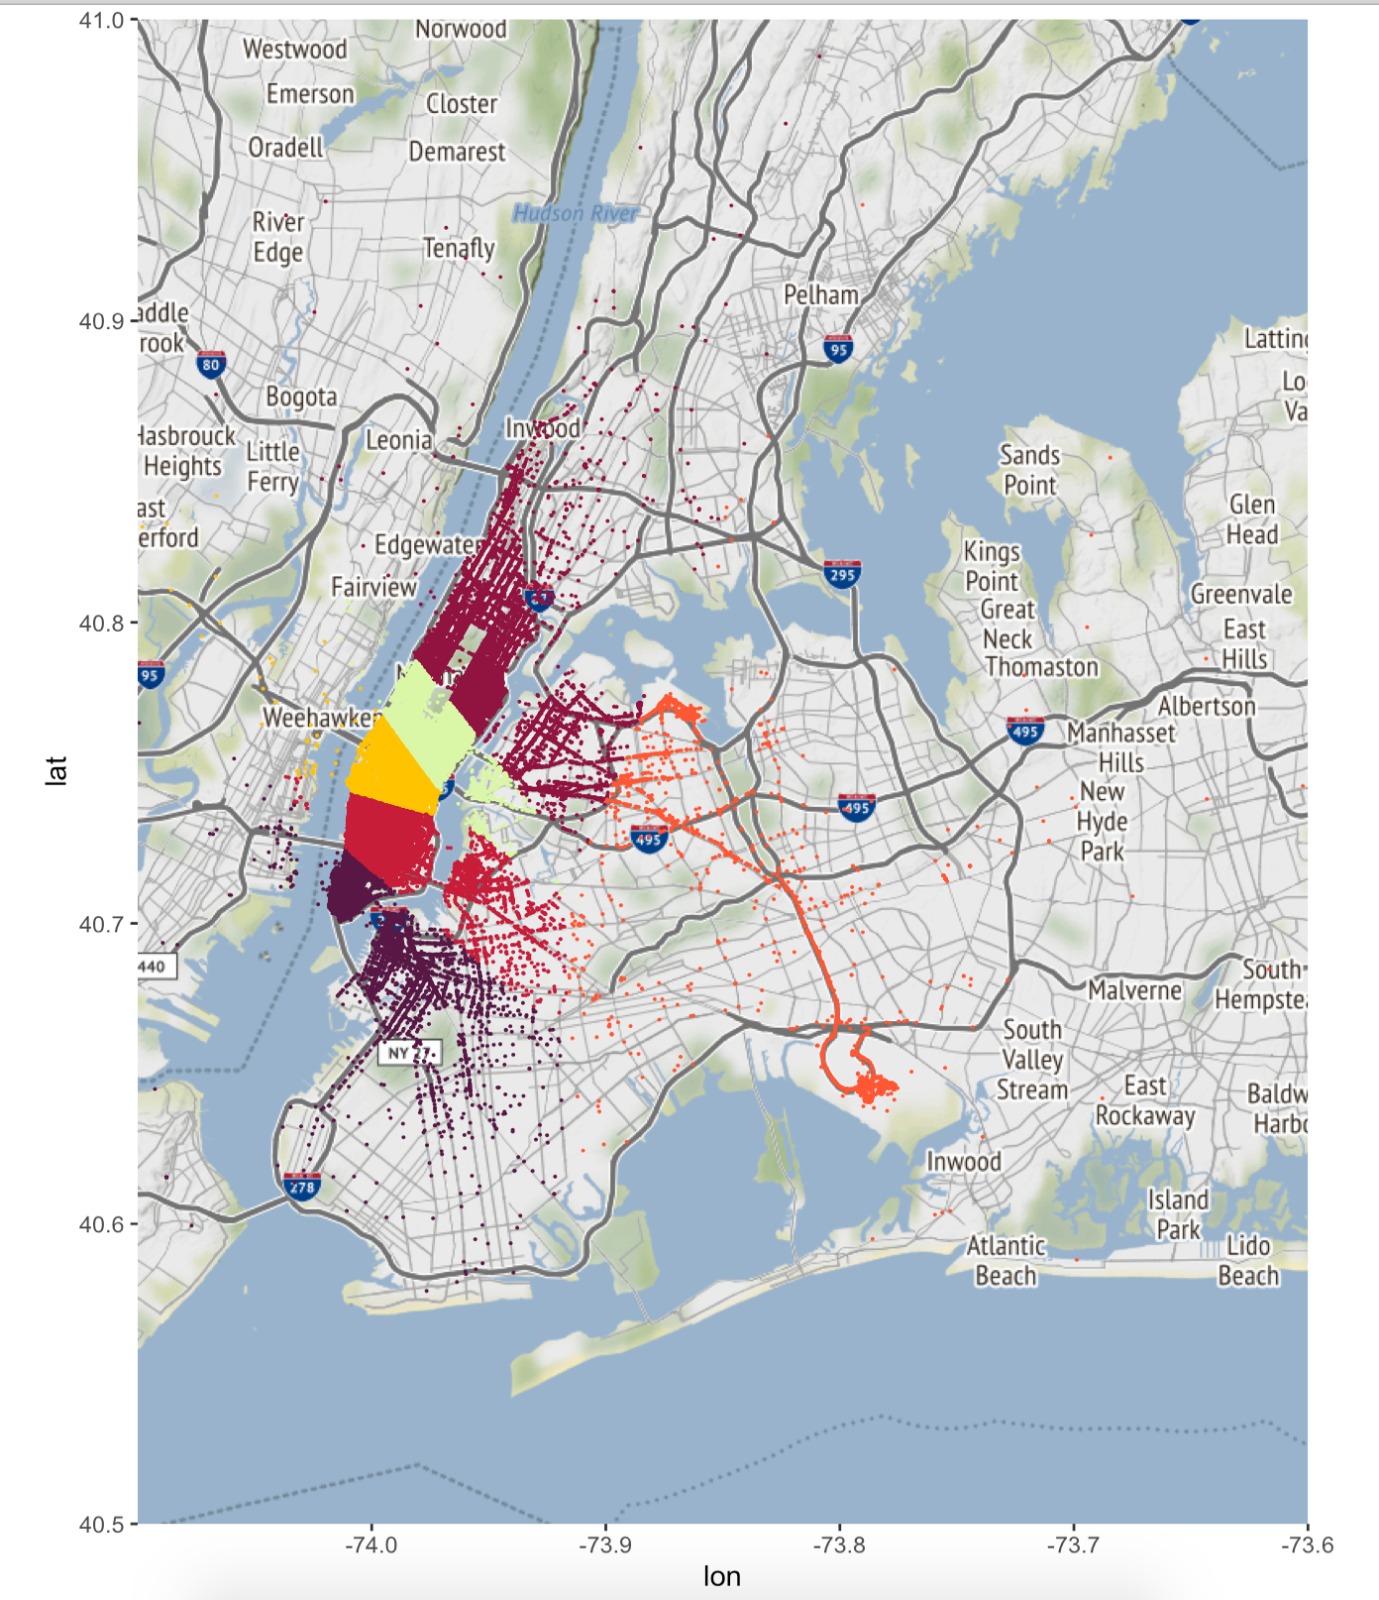 41.0
Norwood
Westwood
Emerson
Closter
Oradell
Demarest
Hudson River
River
Edge
Tenafly
Pelham
40.9
addle
rook
95
Lattin
80
Lo
Va
Bogota
Hasbrouck
Heights
Leonia
Inwood
Little
Ferry
Sands
Point
Glen
Head
ast
erford
Edgewater
Kings
Point
295
Fairview
Great
Neck
Greenvale
40.8
East
Hills
Thomaston
95
Albertson
Weehawken
495
Manhasset
Hills
lat
New
Hyde
Park
495
495
40.7
440
South
Hempste
Malverne
South
Valley
Stream
NY 27
East
Rockaway
Baldw
Harbo
Inwood
278
Island
Park
40.6
Atlantic
Beach
Lido
Beach
40.5
-74.0
-73.9
-73.8
-73.7
-73.6
lon